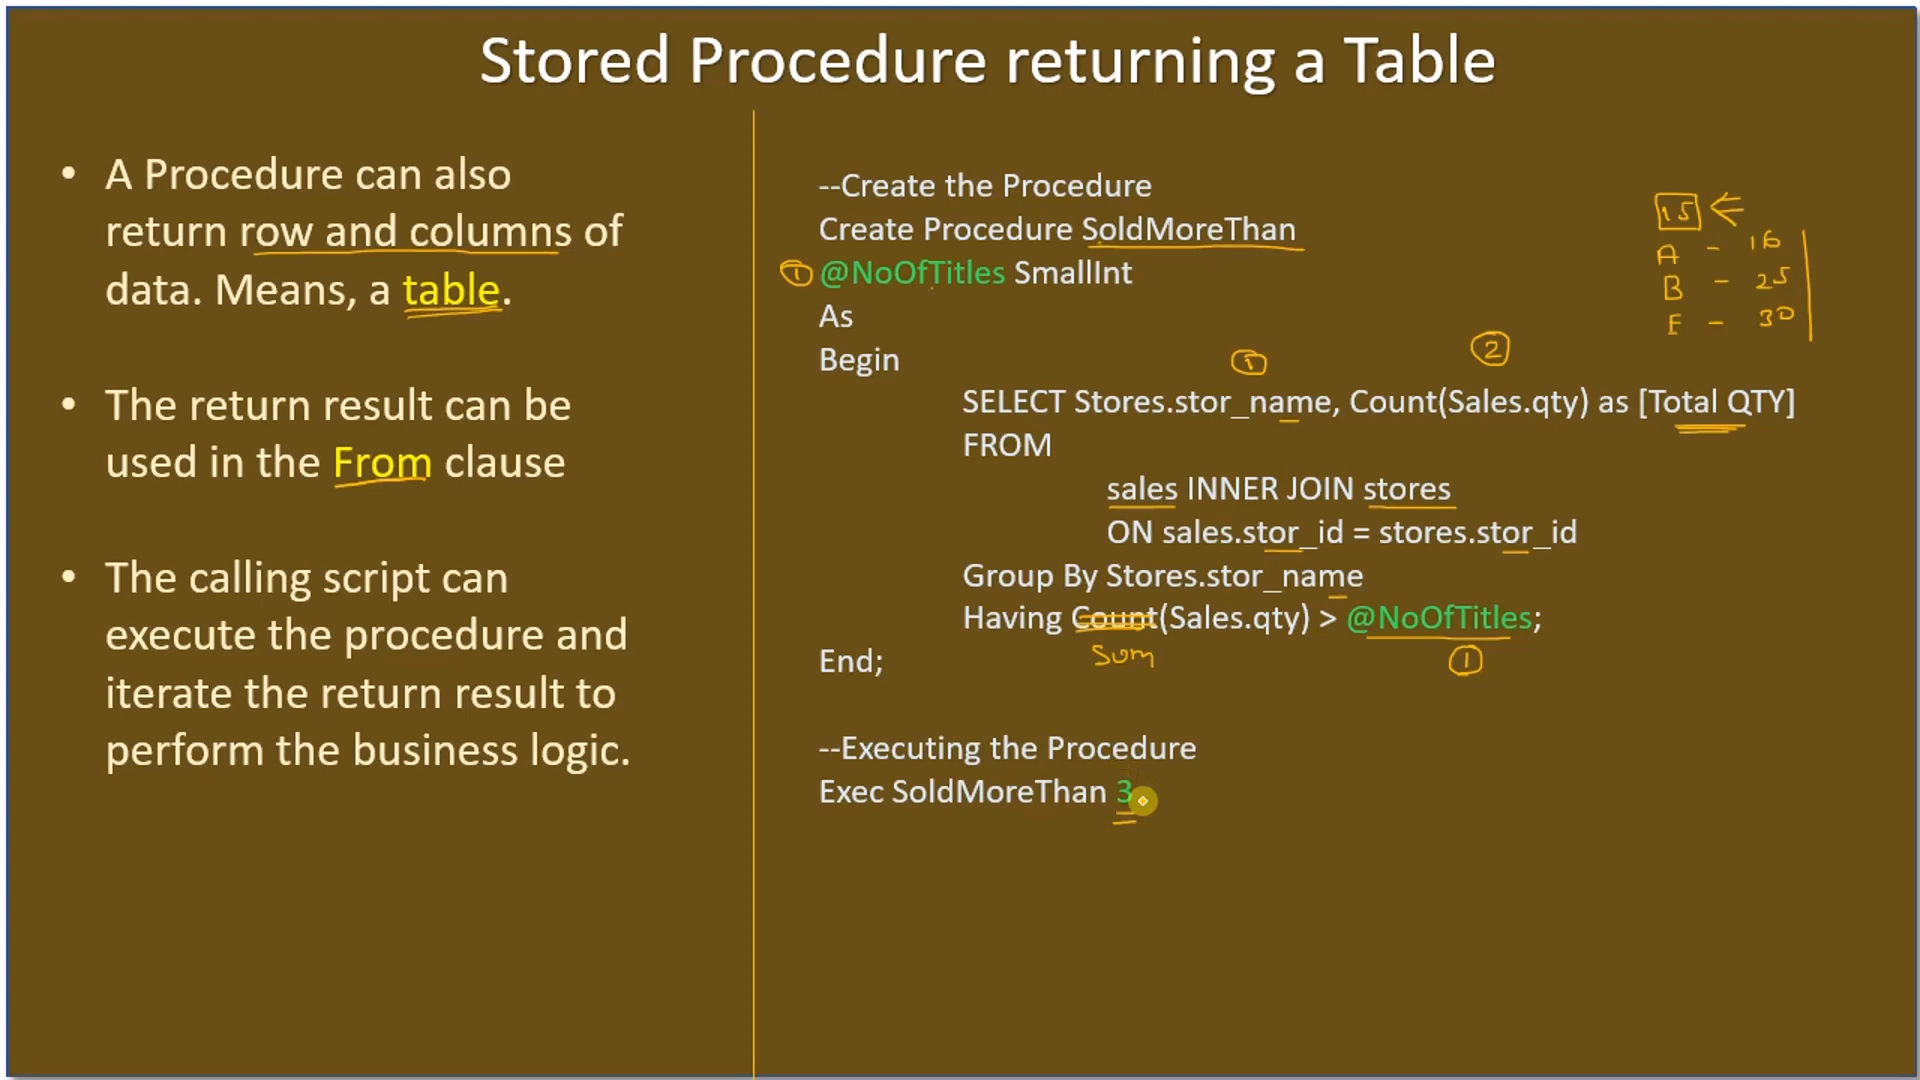 Stored Procedure returning a Table
• A Procedure can also
return row and columns of
data. Means, a table.
• The return result can be
used in the From clause
• The calling script can
execute the procedure and
iterate the return result to
perform the business logic.
--Create the Procedure
Create Procedure SoldMoreThan
1 @NoOfTitles SmallInt
As
Begin
1 2
SELECT Stores.stor_name, Count(Sales.qty) as [Total QTY]
FROM
sales INNER JOIN stores
ON sales.stor_id = stores.stor_id
Group By Stores.stor_name
Having Count(Sales.qty) > @NoOfTitles;
Sum 1
End;
--Executing the Procedure
Exec SoldMoreThan 3
15
A - 16
B - 25
F - 30